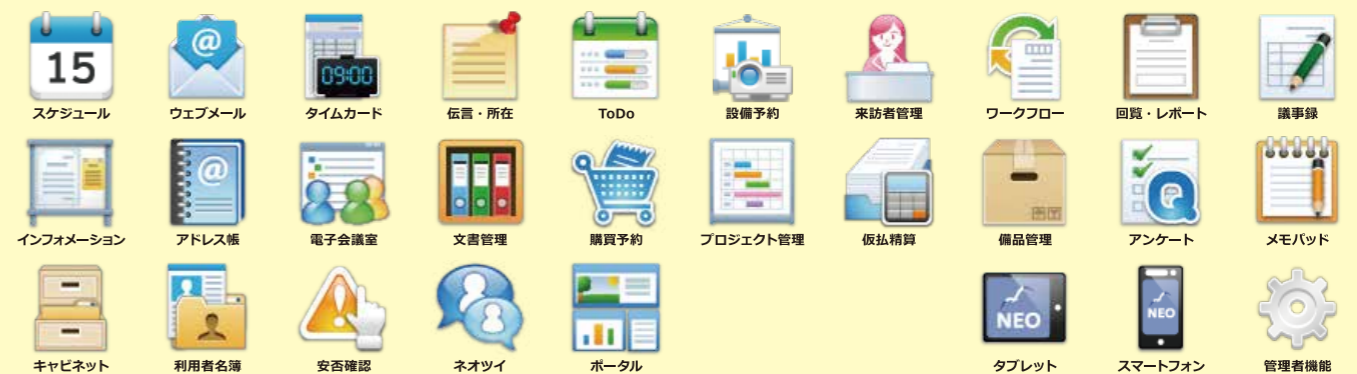 15
@
09:00
スケジュール
ウェブメール
タイムカード
伝言・所在
ToDo
設備予約
来訪者管理
ワークフロー
回覧・レポート
議事録
@
Q
インフォメーション
アドレス帳
電子会議室
文書管理
購買予約
プロジェクト管理
仮払精算
備品管理
アンケート
メモパッド
NEO
NEO
キャビネット
利用者名簿
安否確認
ネオツイ
ポータル
タブレット
スマートフォン
管理者機能